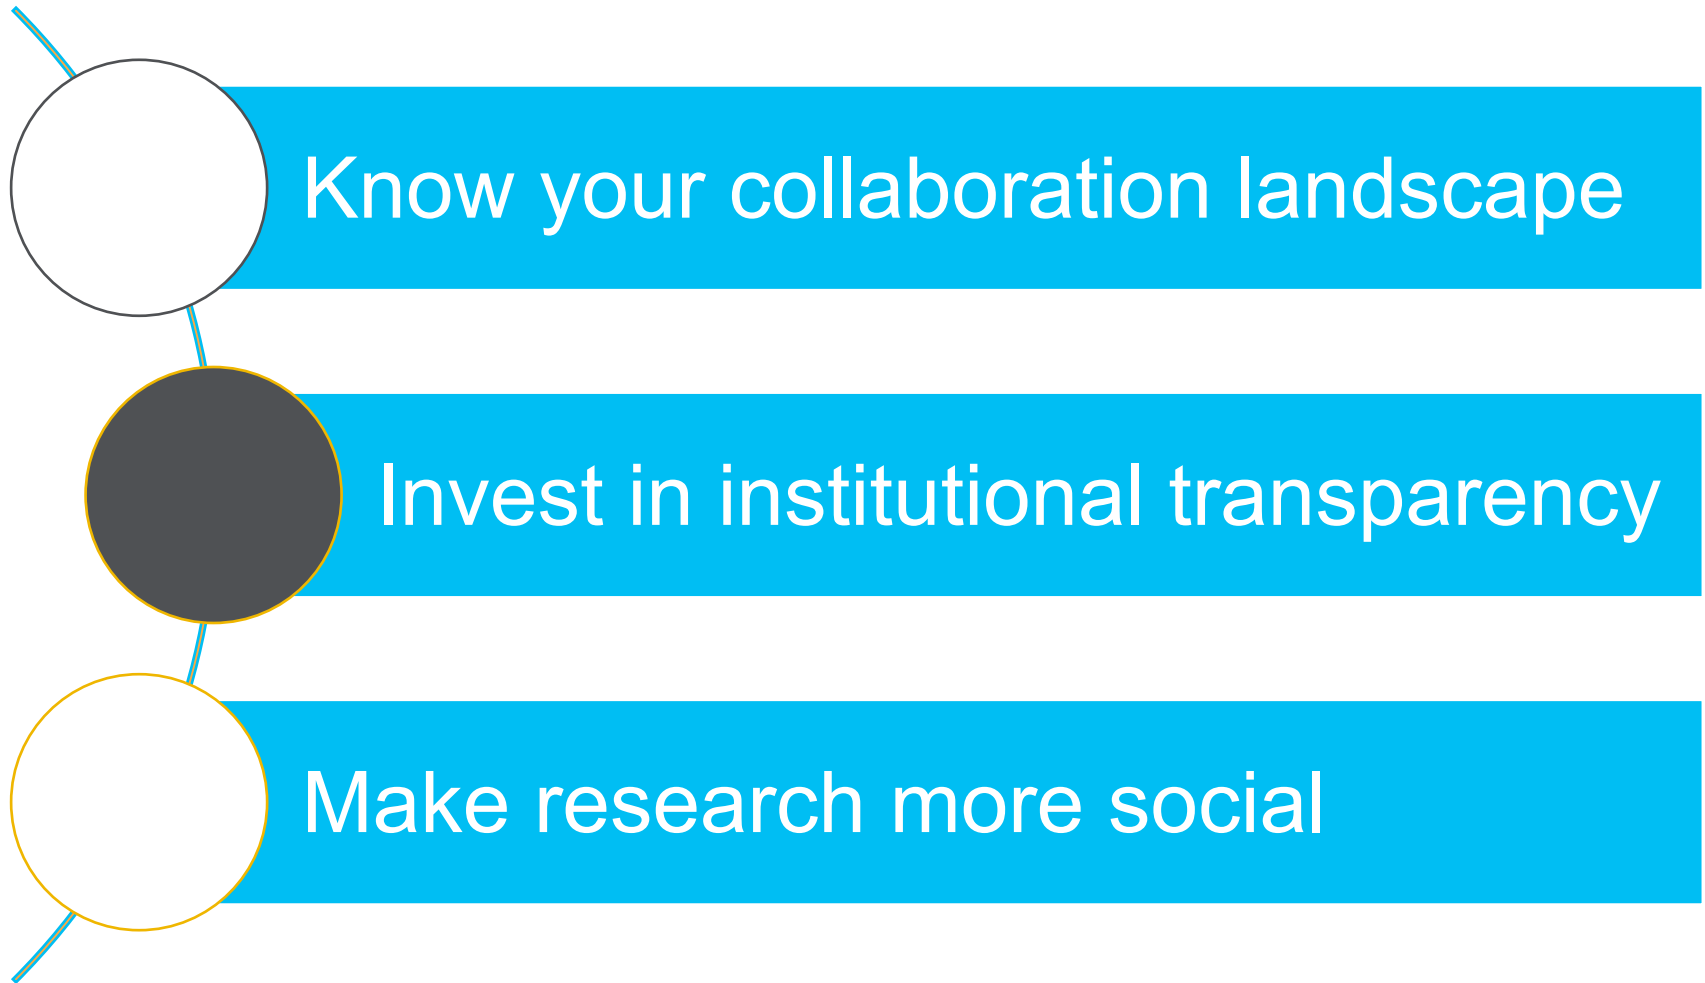 Know your collaboration landscape
Invest in institutional transparency
Make research more social